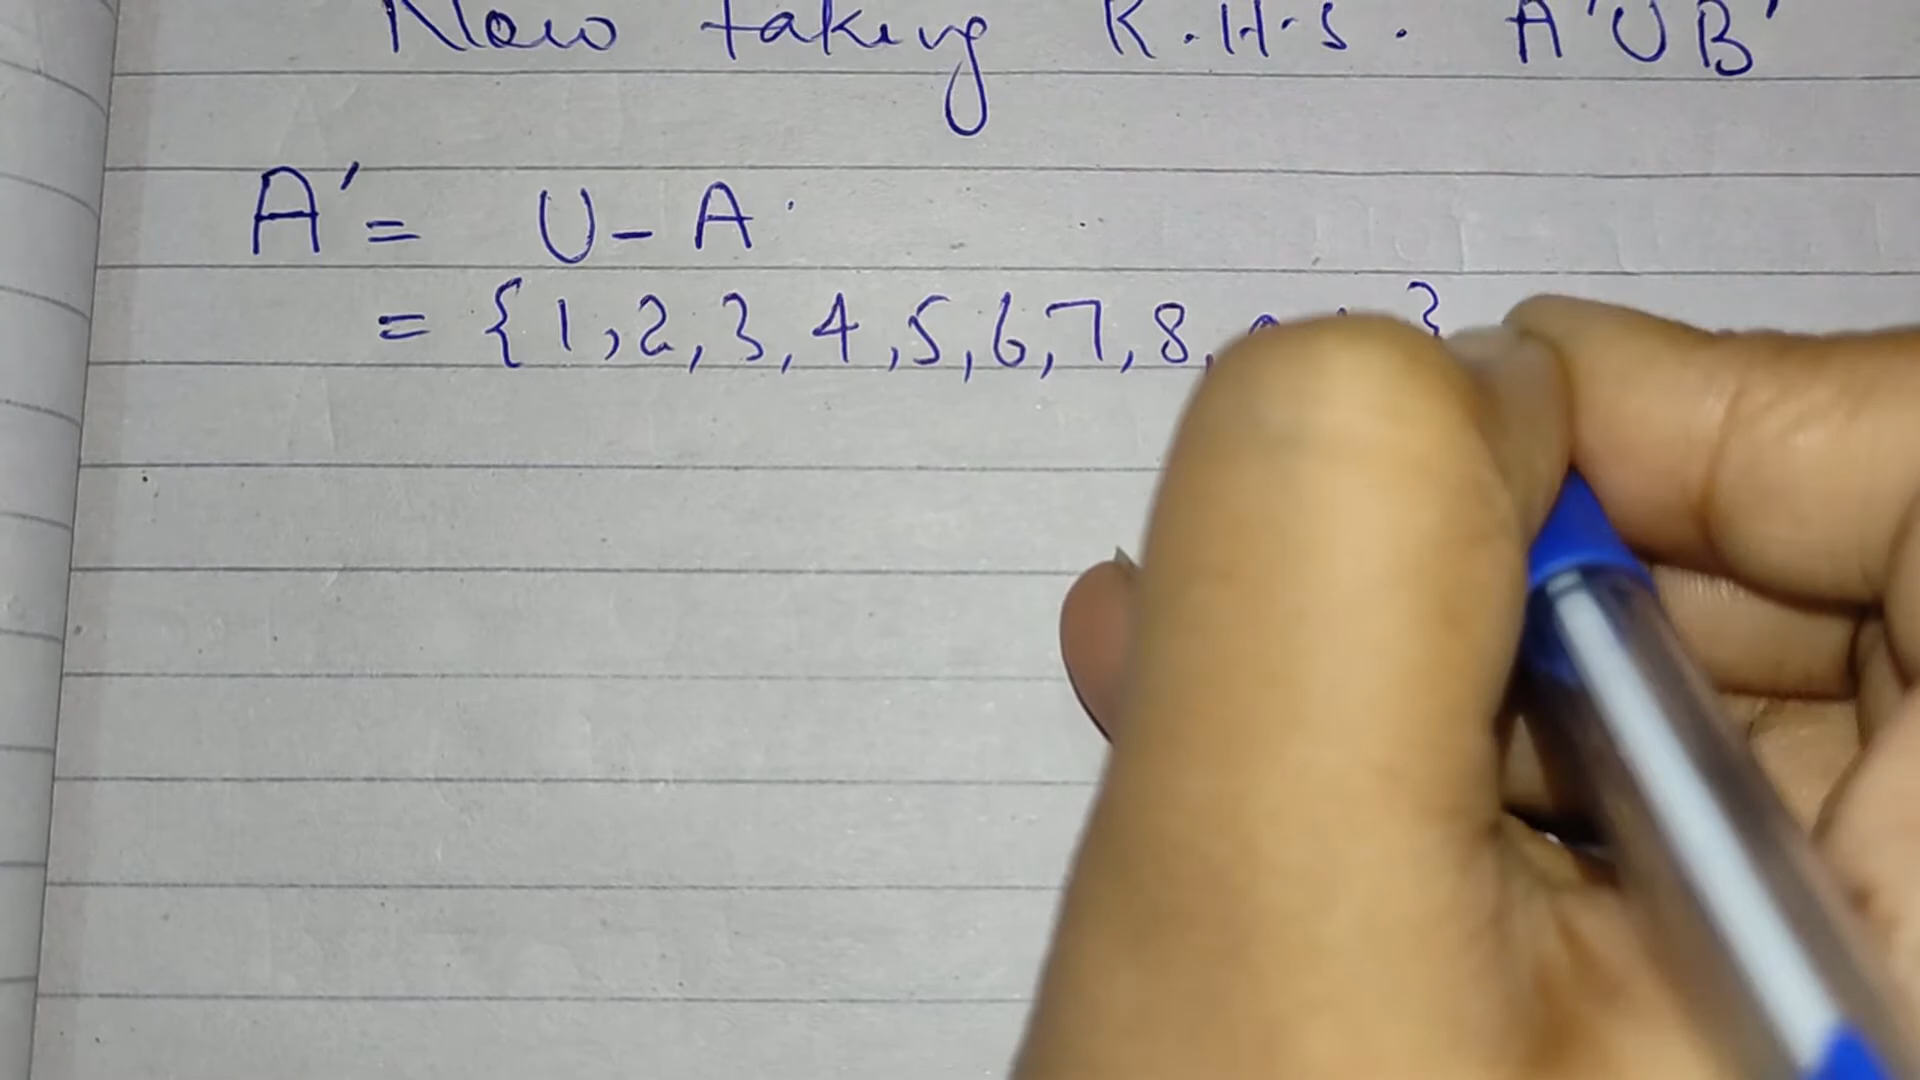 Now taking R.H.S. A'UB'
A' = U - A
= {1,2,3,4,5,6,7,8, }